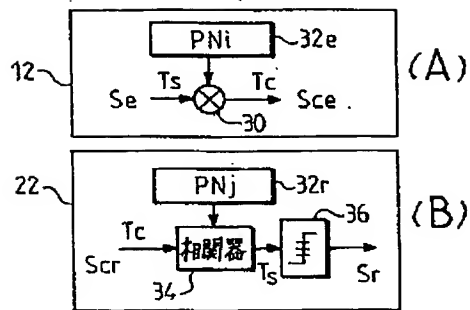 PNi 32e
12 (A)
Se Ts Tc Sce
30
22 PNj 32r 36 (B)
Tc 相関器
Scr Ts Sr
34